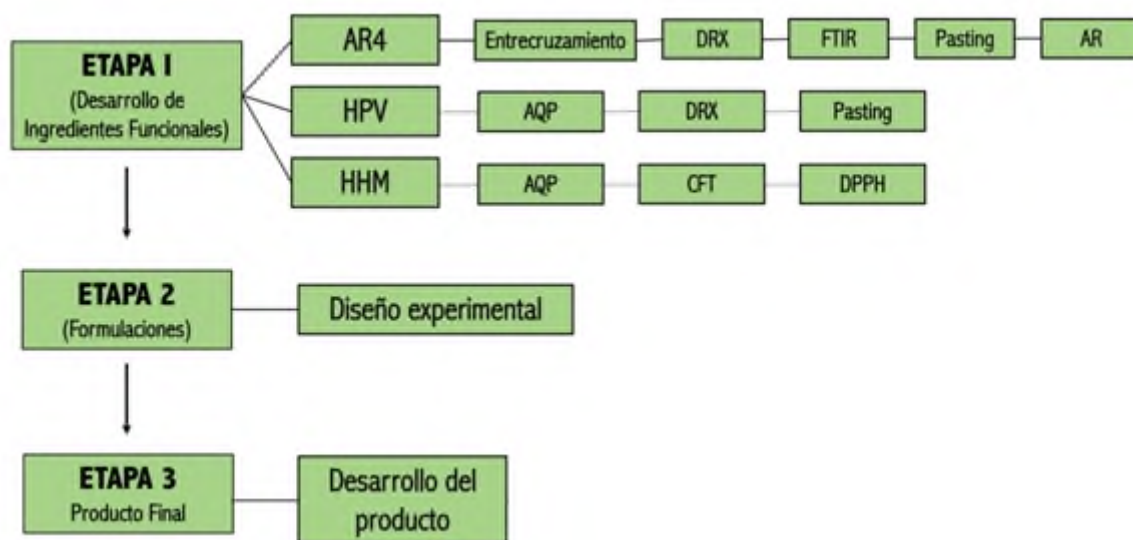 ETAPA I
(Desarrollo de
Ingredientes Funcionales)
AR4
Entrecruzamiento
DRX
FTIR
Pasting
AR
HPV
AQP
DRX
Pasting
HHM
AQP
CFT
DPPH
ETAPA 2
(Formulaciones)
Diseño experimental
ETAPA 3
Producto Final
Desarrollo del
producto